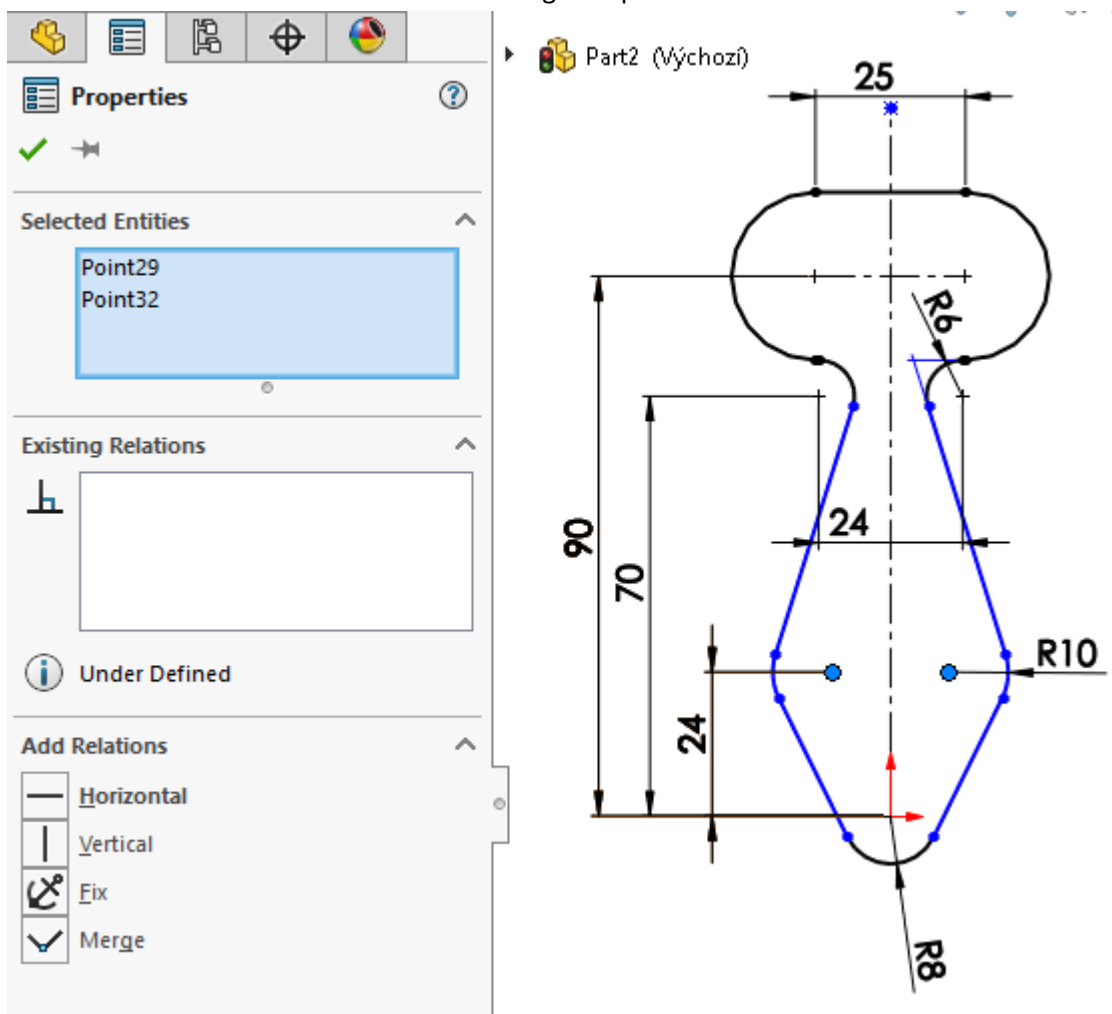 Properties
Selected Entities
Point29
Point32
Existing Relations
Under Defined
Add Relations
Horizontal
Vertical
Fix
Merge
Part2 (Výchozí)
25
R6
90
70
24
24
R10
R8